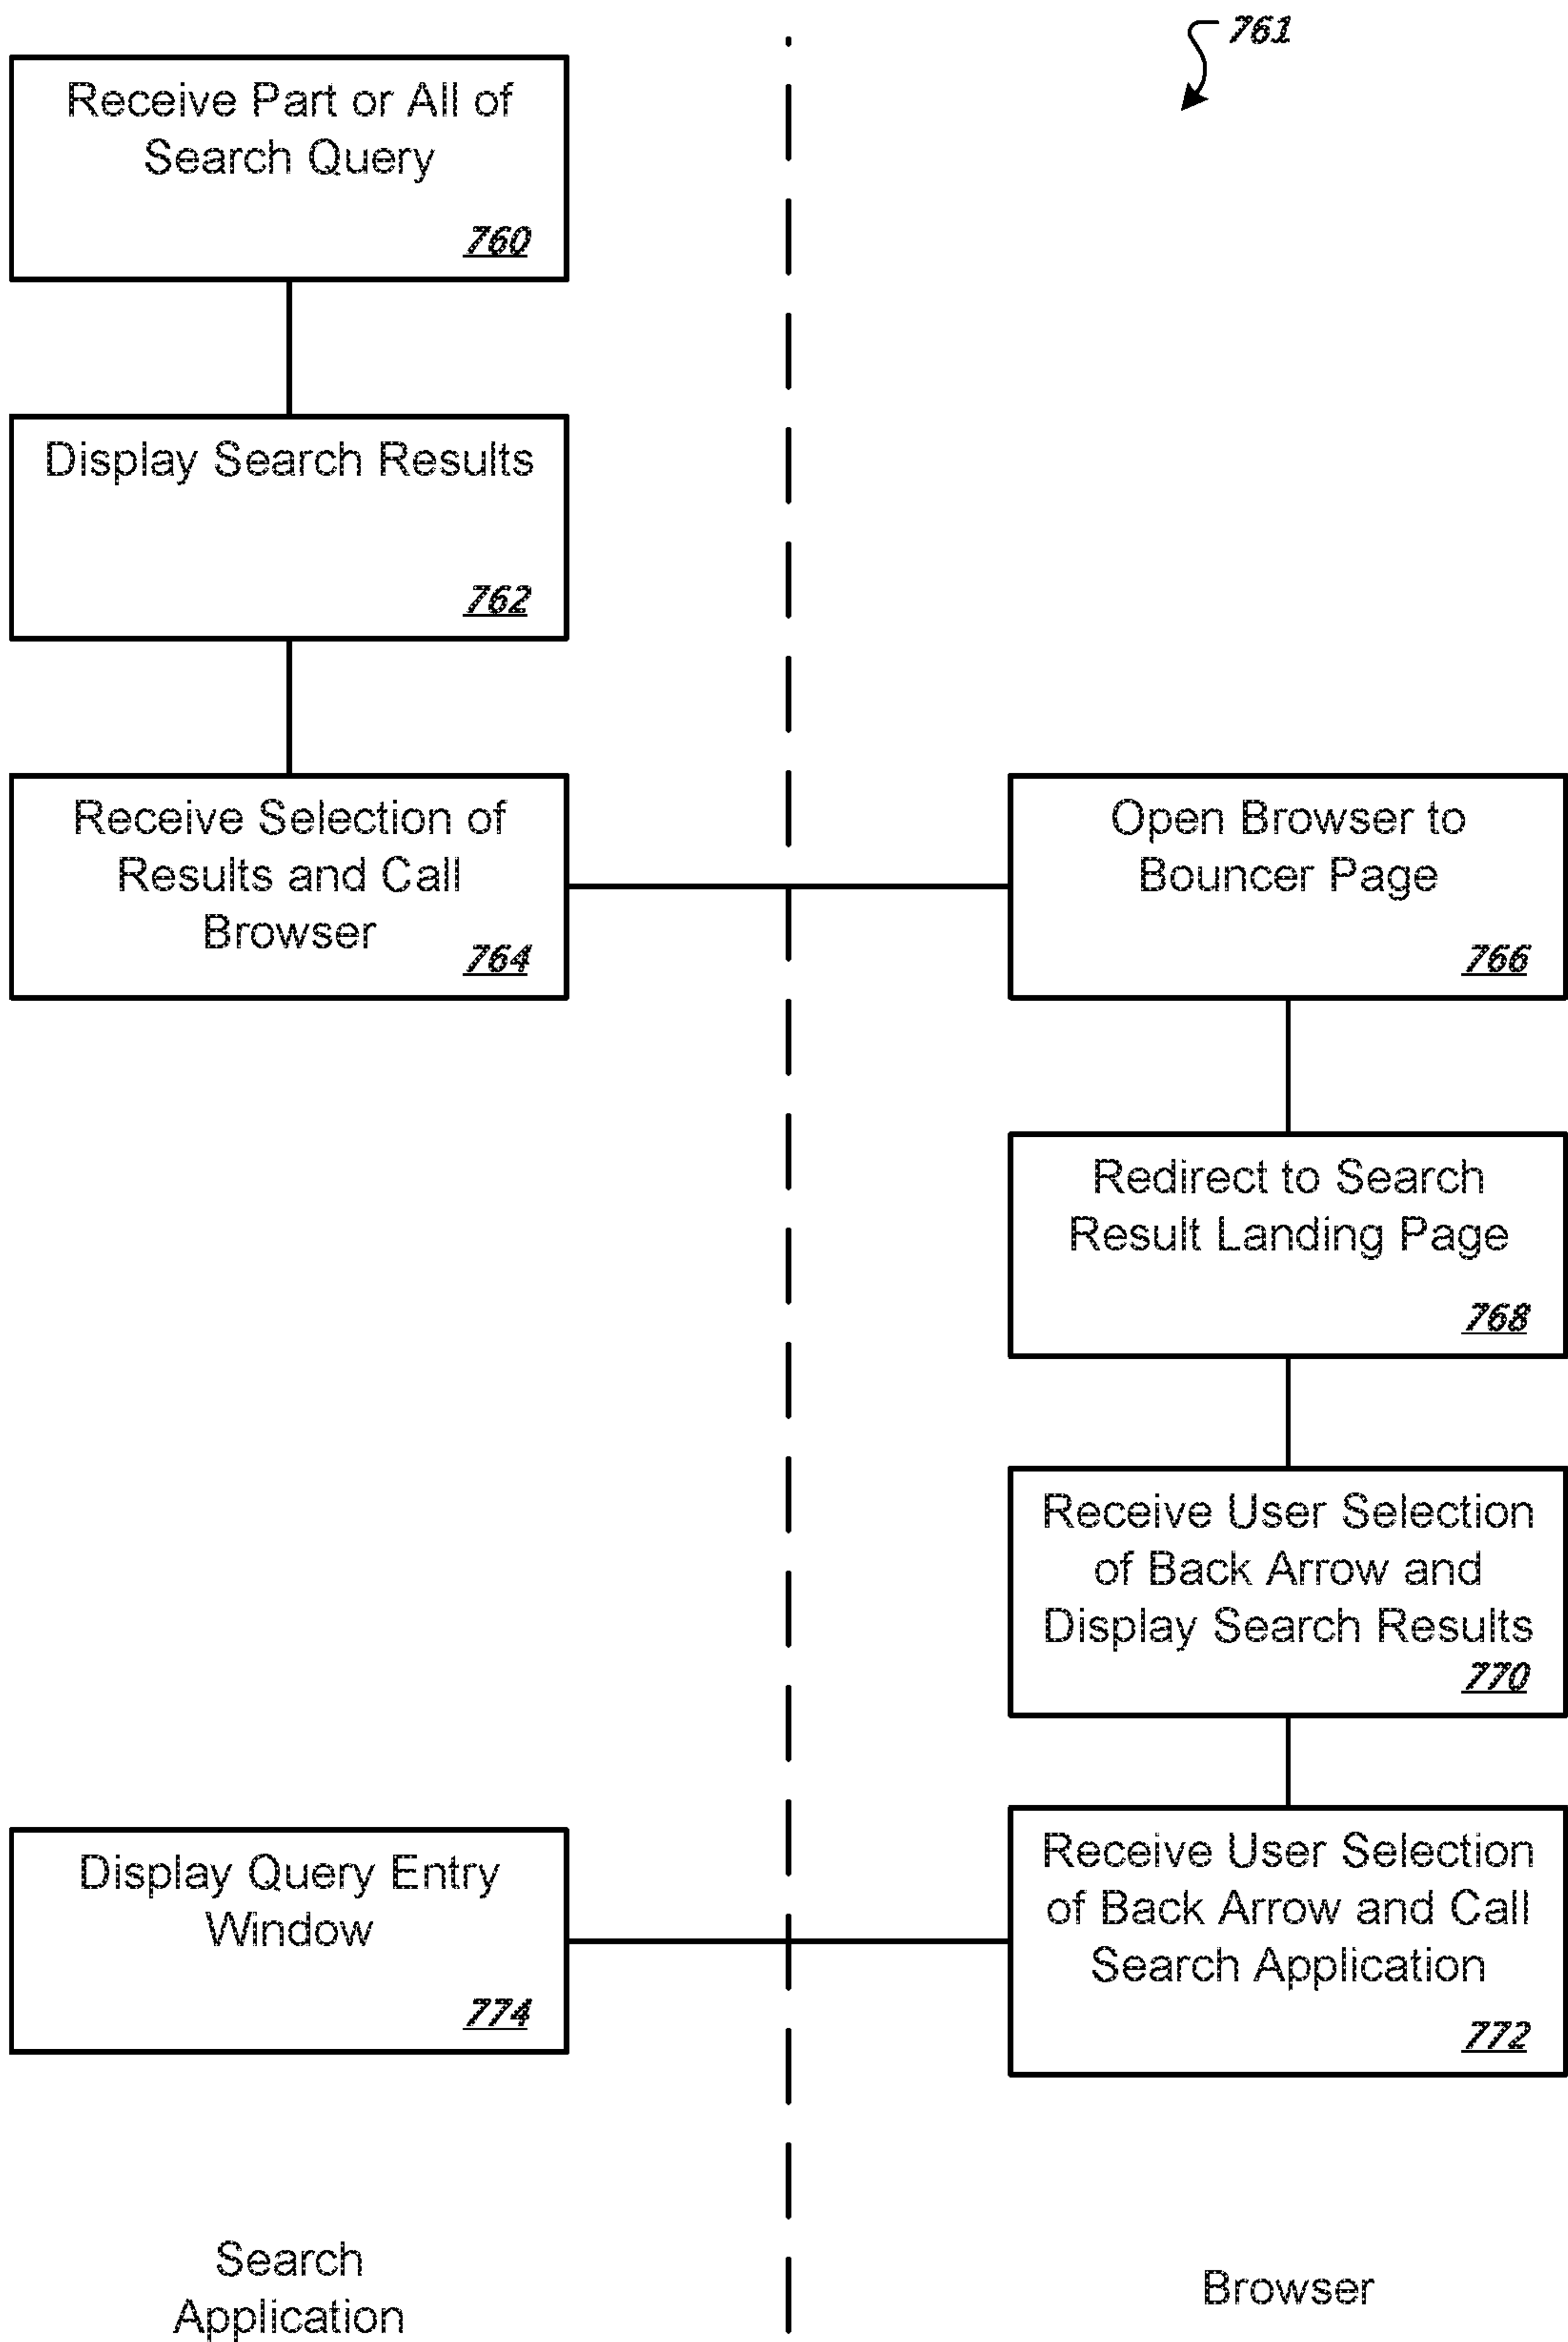 761
Receive Part or All of
Search Query
760
Display Search Results
762
Receive Selection of
Results and Call
Browser
764
Open Browser to
Bouncer Page
766
Redirect to Search
Result Landing Page
768
Receive User Selection
of Back Arrow and
Display Search Results
770
Receive User Selection
of Back Arrow and Call
Search Application
772
Display Query Entry
Window
774
Search
Application
Browser